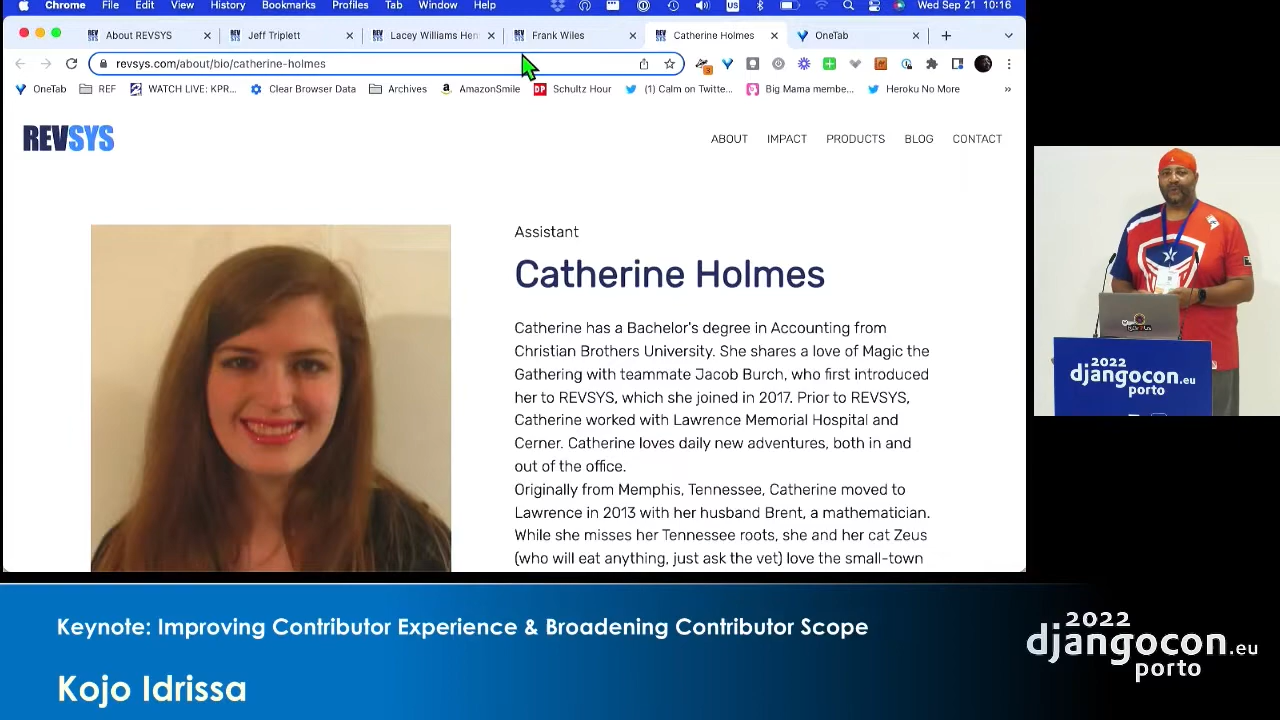 Chrome File Edit View History Bookmarks Profiles Tab Window Help US Wed Sep 21 10:16
About REVSYS Jeff Triplett Lacey Williams Hen Frank Wiles Catherine Holmes OneTab
revsys.com/about/bio/catherine-holmes
OneTab REF WATCH LIVE: KPR... Clear Browser Data Archives AmazonSmile DP Schultz Hour (1) Calm on Twitte... Big Mama membe... Heroku No More »
REVSYS ABOUT IMPACT PRODUCTS BLOG CONTACT
Assistant
Catherine Holmes
Catherine has a Bachelor's degree in Accounting from
Christian Brothers University. She shares a love of Magic the
Gathering with teammate Jacob Burch, who first introduced
her to REVSYS, which she joined in 2017. Prior to REVSYS,
Catherine worked with Lawrence Memorial Hospital and
Cerner. Catherine loves daily new adventures, both in and
out of the office.
Originally from Memphis, Tennessee, Catherine moved to
Lawrence in 2013 with her husband Brent, a mathematician.
While she misses her Tennessee roots, she and her cat Zeus
(who will eat anything, just ask the vet) love the small-town
2022
djangocon.eu
porto
Keynote: Improving Contributor Experience & Broadening Contributor Scope
Kojo Idrissa
2022
djangocon.eu
porto